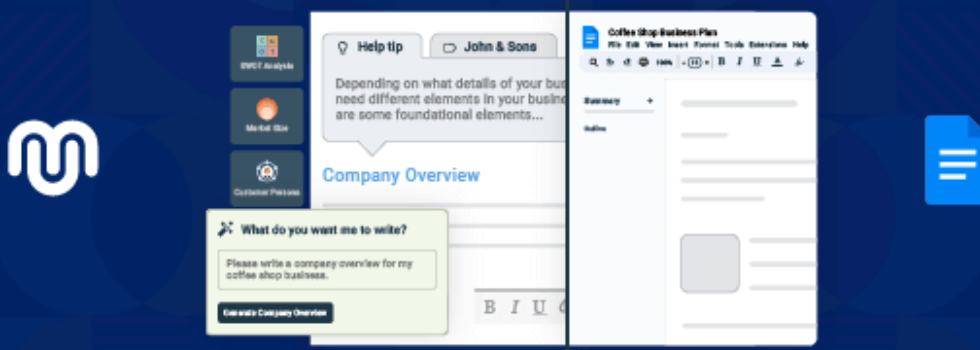 SWOT Analysis
Market Size
Customer Persona
Help tip
John & Sons
Depending on what details of your bus
need different elements in your busine
are some foundational elements...
Company Overview
What do you want me to write?
Please write a company overview for my
coffee shop business.
Generate Company Overview
B I U
Coffee Shop Business Plan
File Edit View Insert Format Tools Extensions Help
100%
B I U A
Summary +
Outline